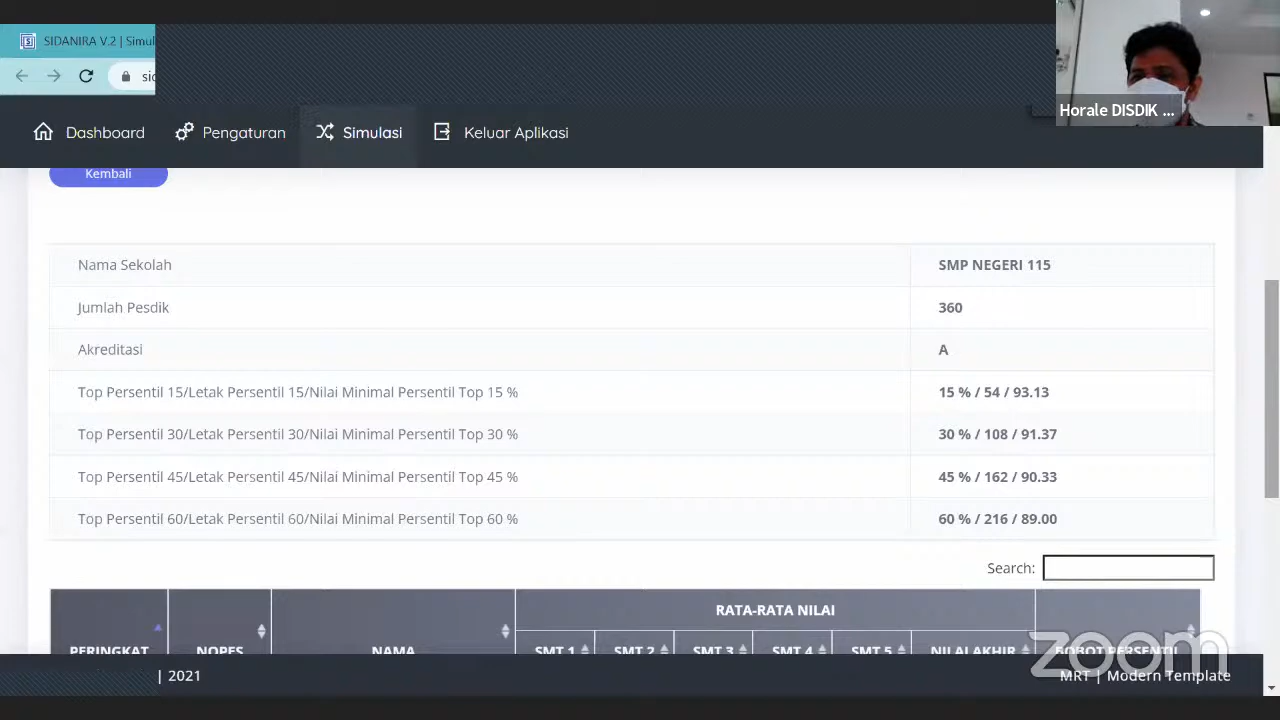 SIDANIRA V.2 | Simul
Horale DISDIK ...
Dashboard
Pengaturan
Simulasi
Keluar Aplikasi
Kembali
Nama Sekolah SMP NEGERI 115
Jumlah Pesdik 360
Akreditasi A
Top Persentil 15/Letak Persentil 15/Nilai Minimal Persentil Top 15 % 15 % / 54 / 93.13
Top Persentil 30/Letak Persentil 30/Nilai Minimal Persentil Top 30 % 30 % / 108 / 91.37
Top Persentil 45/Letak Persentil 45/Nilai Minimal Persentil Top 45 % 45 % / 162 / 90.33
Top Persentil 60/Letak Persentil 60/Nilai Minimal Persentil Top 60 % 60 % / 216 / 89.00
Search:
RATA-RATA NILAI
PERINGKAT NOPES NAMA SMT 1 SMT 2 SMT 3 SMT 4 SMT 5 NILAI AKHIR BOBOT PERSENTIL
zoom
| 2021
MRT | Modern Template